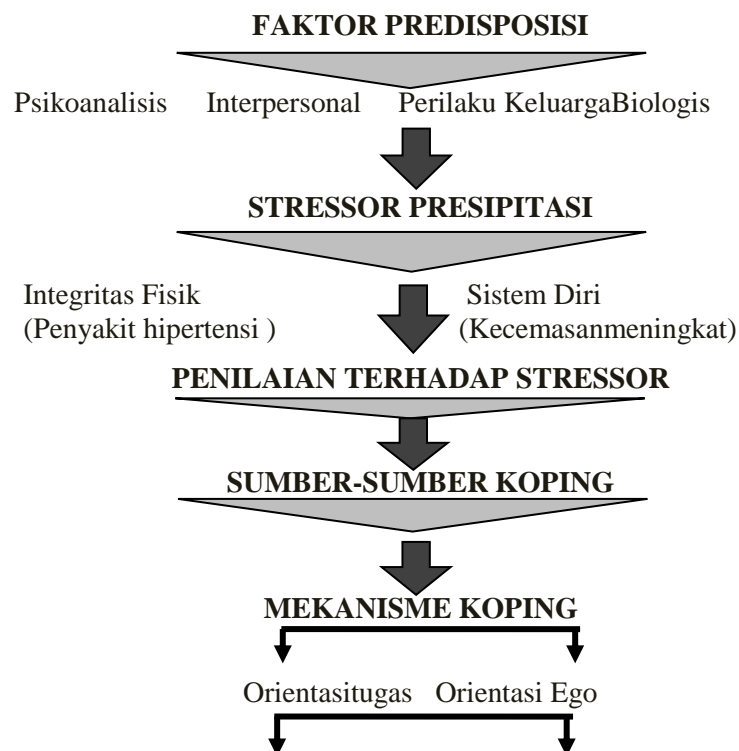 FAKTOR PREDISPOSISI
Psikoanalisis Interpersonal Perilaku KeluargaBiologis
STRESSOR PRESIPITASI
Integritas Fisik Sistem Diri
(Penyakit hipertensi ) (Kecemasanmeningkat)
PENILAIAN TERHADAP STRESSOR
SUMBER-SUMBER KOPING
MEKANISME KOPING
Orientasitugas Orientasi Ego